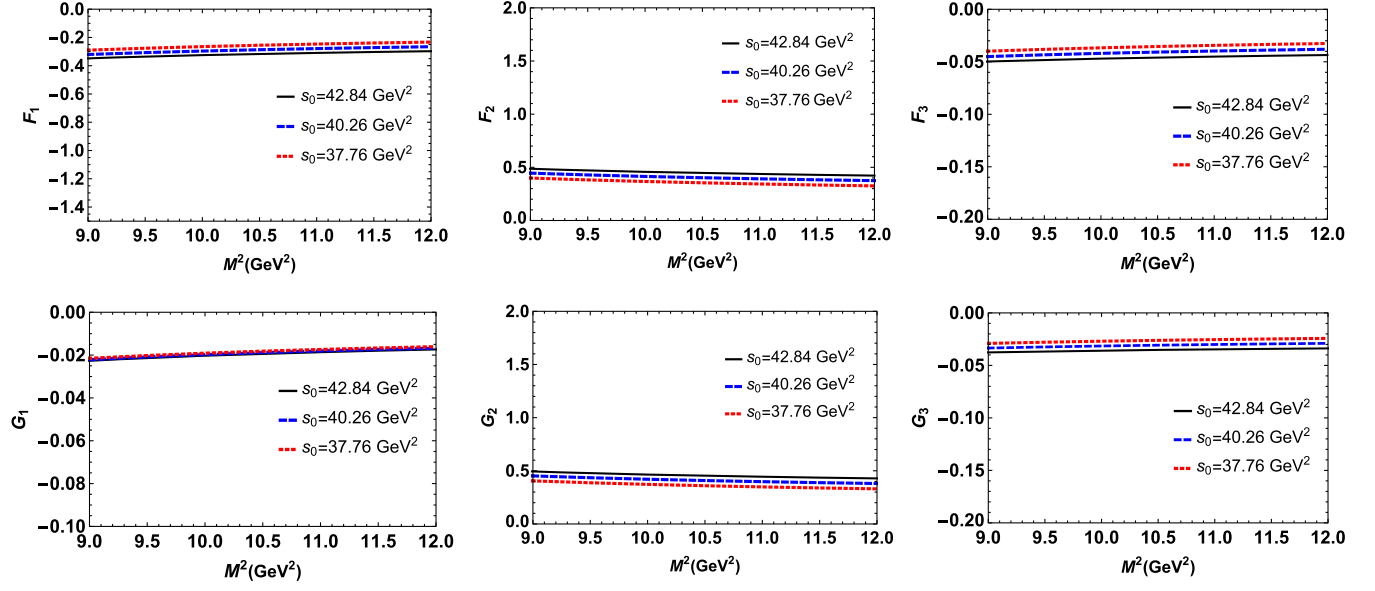 0.0
−0.2
−0.4
−0.6
−0.8
−1.0
−1.2
−1.4
F1
s0=42.84 GeV²
s0=40.26 GeV²
s0=37.76 GeV²
9.0 9.5 10.0 10.5 11.0 11.5 12.0
M²(GeV²)
2.0
1.5
1.0
0.5
0.0
F2
s0=42.84 GeV²
s0=40.26 GeV²
s0=37.76 GeV²
9.0 9.5 10.0 10.5 11.0 11.5 12.0
M²(GeV²)
0.00
−0.05
−0.10
−0.15
−0.20
F3
s0=42.84 GeV²
s0=40.26 GeV²
s0=37.76 GeV²
9.0 9.5 10.0 10.5 11.0 11.5 12.0
M²(GeV²)
0.00
−0.02
−0.04
−0.06
−0.08
−0.10
G1
s0=42.84 GeV²
s0=40.26 GeV²
s0=37.76 GeV²
9.0 9.5 10.0 10.5 11.0 11.5 12.0
M²(GeV²)
2.0
1.5
1.0
0.5
0.0
G2
s0=42.84 GeV²
s0=40.26 GeV²
s0=37.76 GeV²
9.0 9.5 10.0 10.5 11.0 11.5 12.0
M²(GeV²)
0.00
−0.05
−0.10
−0.15
−0.20
G3
s0=42.84 GeV²
s0=40.26 GeV²
s0=37.76 GeV²
9.0 9.5 10.0 10.5 11.0 11.5 12.0
M²(GeV²)